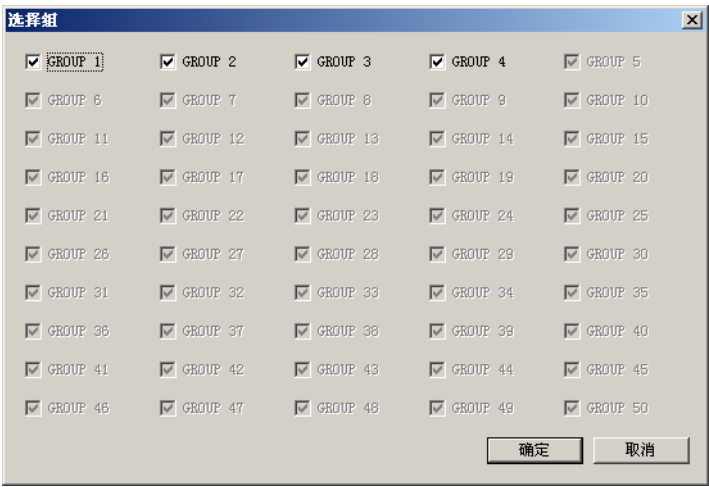 选择组
GROUP 1 GROUP 2 GROUP 3 GROUP 4 GROUP 5
GROUP 6 GROUP 7 GROUP 8 GROUP 9 GROUP 10
GROUP 11 GROUP 12 GROUP 13 GROUP 14 GROUP 15
GROUP 16 GROUP 17 GROUP 18 GROUP 19 GROUP 20
GROUP 21 GROUP 22 GROUP 23 GROUP 24 GROUP 25
GROUP 26 GROUP 27 GROUP 28 GROUP 29 GROUP 30
GROUP 31 GROUP 32 GROUP 33 GROUP 34 GROUP 35
GROUP 36 GROUP 37 GROUP 38 GROUP 39 GROUP 40
GROUP 41 GROUP 42 GROUP 43 GROUP 44 GROUP 45
GROUP 46 GROUP 47 GROUP 48 GROUP 49 GROUP 50
确定 取消